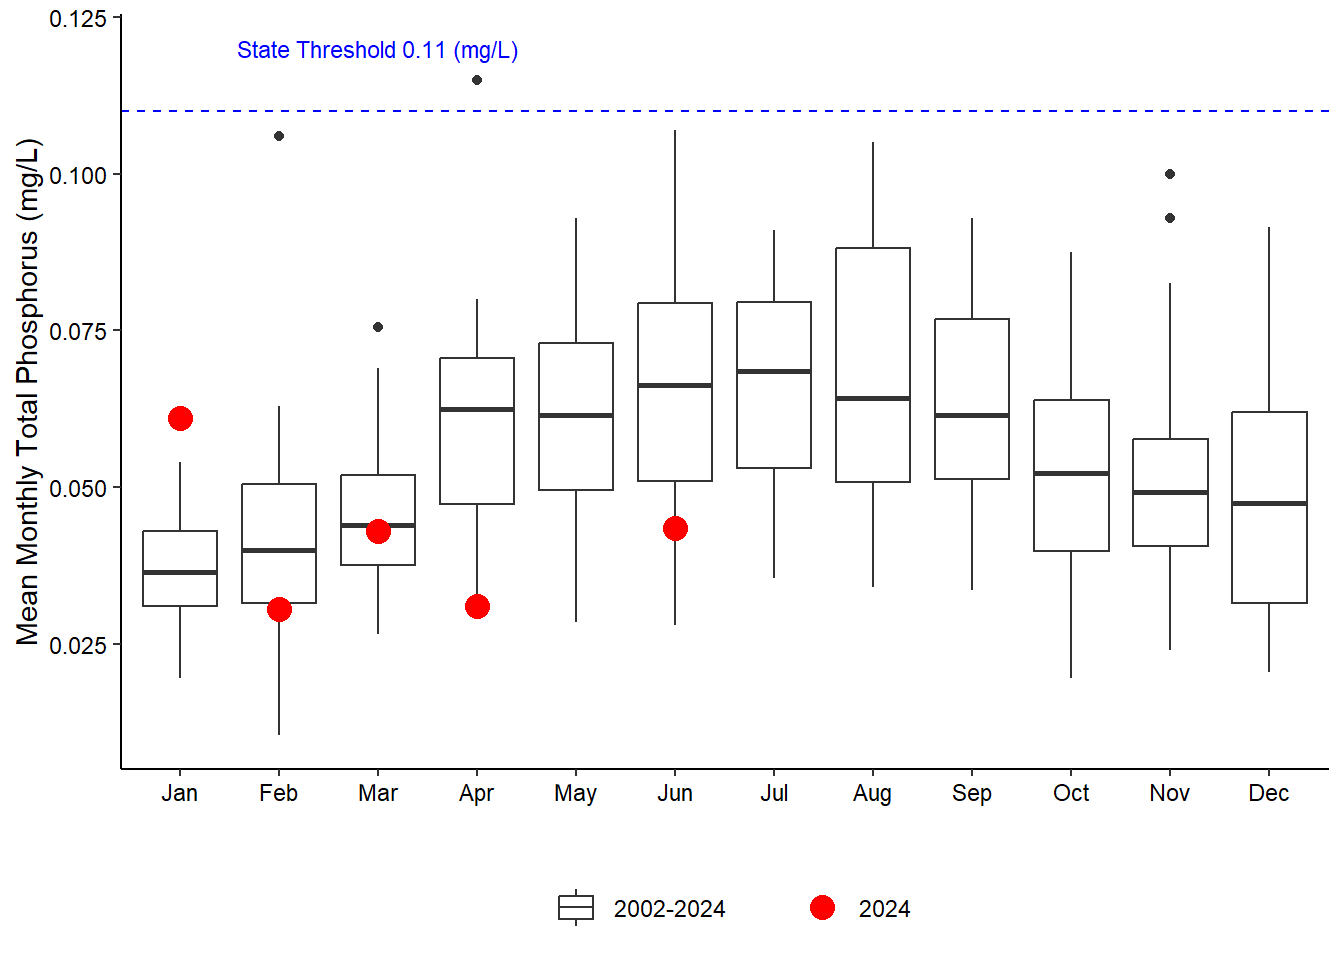 State Threshold 0.11 (mg/L)
Mean Monthly Total Phosphorus (mg/L)
0.125
0.100
0.075
0.050
0.025
Jan Feb Mar Apr May Jun Jul Aug Sep Oct Nov Dec
2002-2024 2024